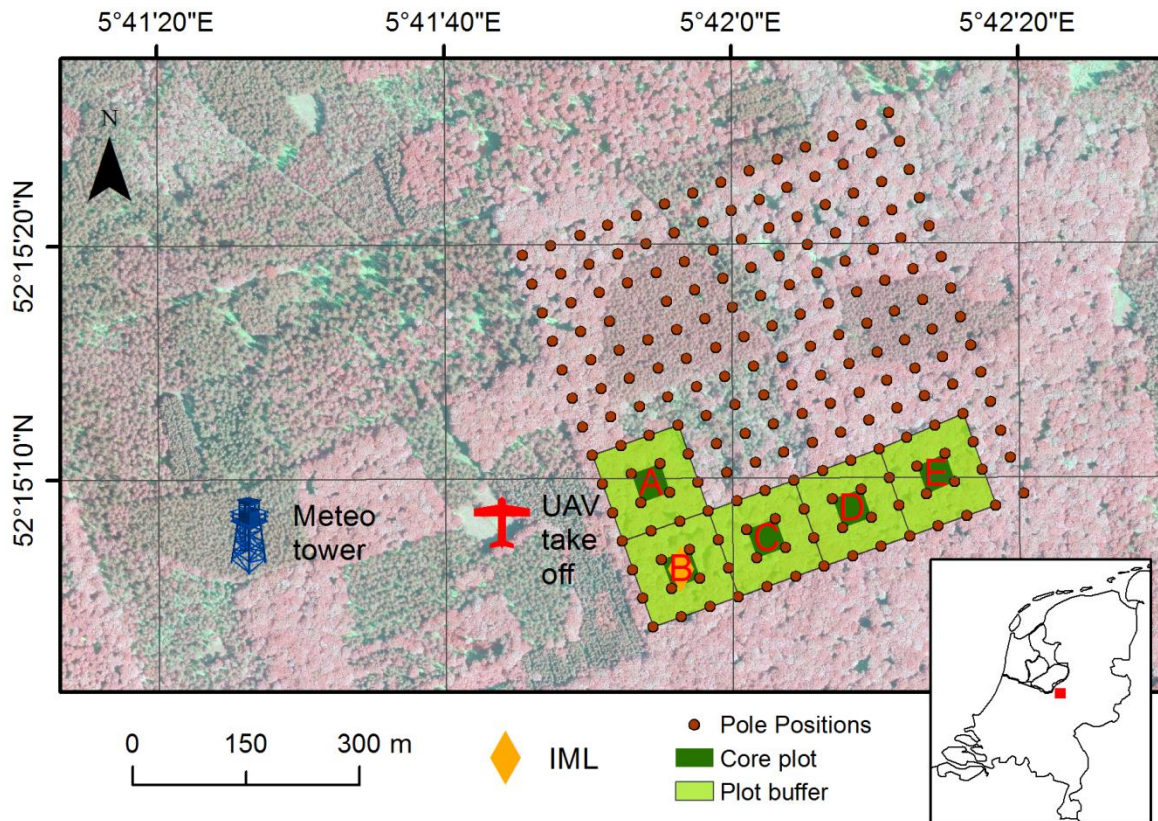 5°41'20"E
5°41'40"E
5°42'0"E
5°42'20"E
N
52°15'20"N
52°15'10"N
A
B
C
D
E
Meteo
tower
UAV
take
off
0
150
300 m
IML
Pole Positions
Core plot
Plot buffer